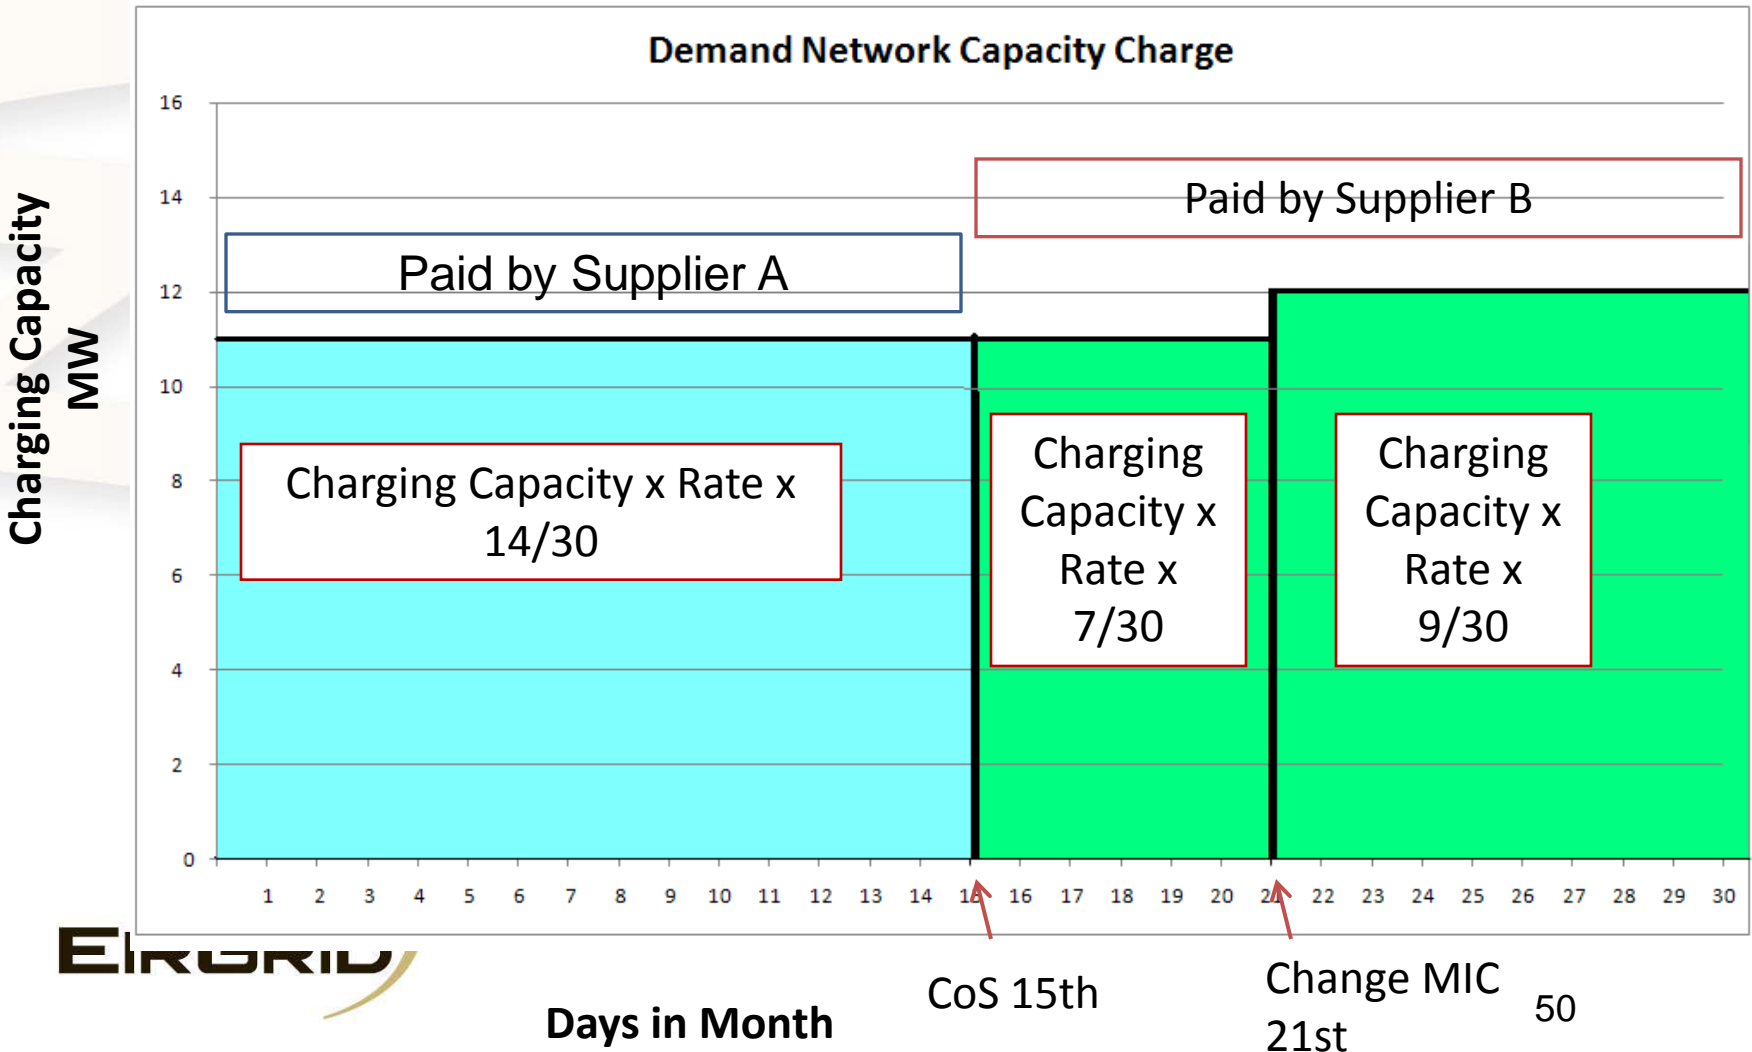 Demand Network Capacity Charge
16
14
12
10
8
6
4
2
0
Charging Capacity
MW
Paid by Supplier A
Paid by Supplier B
Charging Capacity x Rate x
14/30
Charging
Capacity x
Rate x
7/30
Charging
Capacity x
Rate x
9/30
1 2 3 4 5 6 7 8 9 10 11 12 13 14 15 16 17 18 19 20 21 22 23 24 25 26 27 28 29 30
EIRGRID
Days in Month
CoS 15th
Change MIC
21st
50